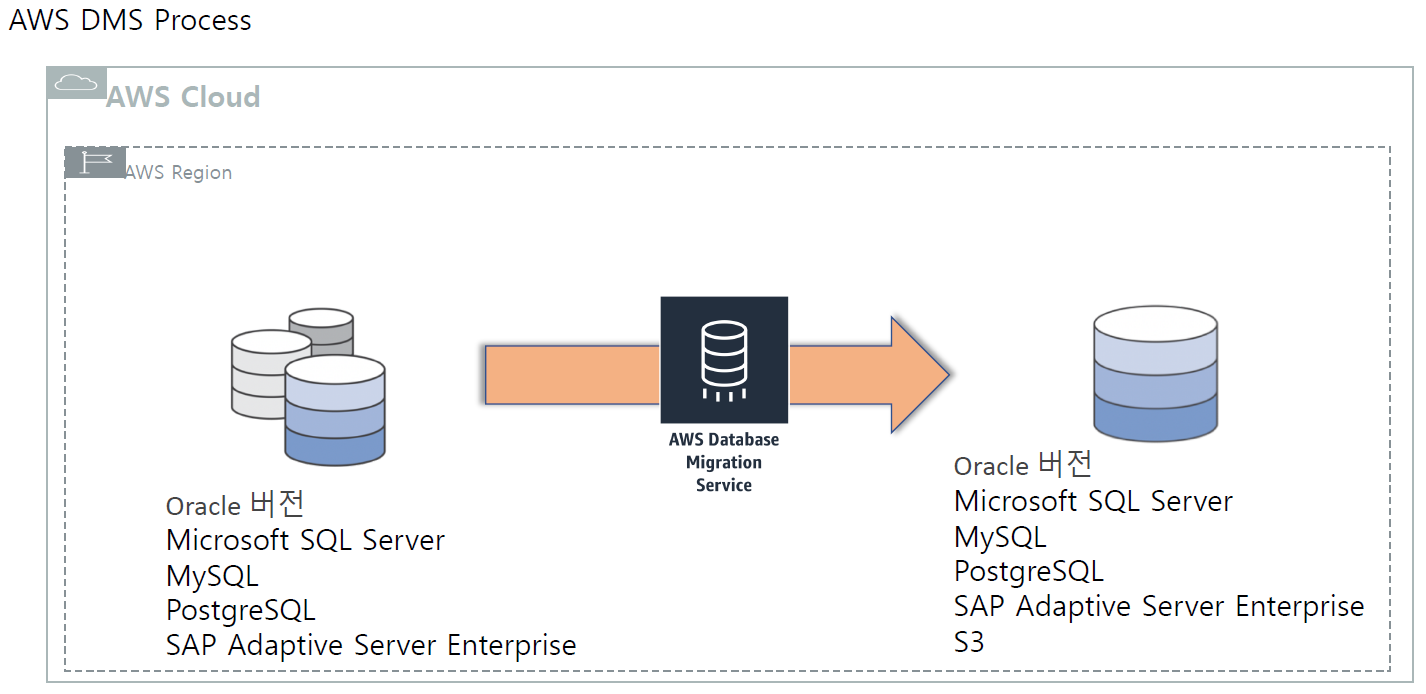 AWS DMS Process
AWS Cloud
AWS Region
AWS Database
Migration
Service
Oracle 버전
Microsoft SQL Server
MySQL
PostgreSQL
SAP Adaptive Server Enterprise
Oracle 버전
Microsoft SQL Server
MySQL
PostgreSQL
SAP Adaptive Server Enterprise
S3